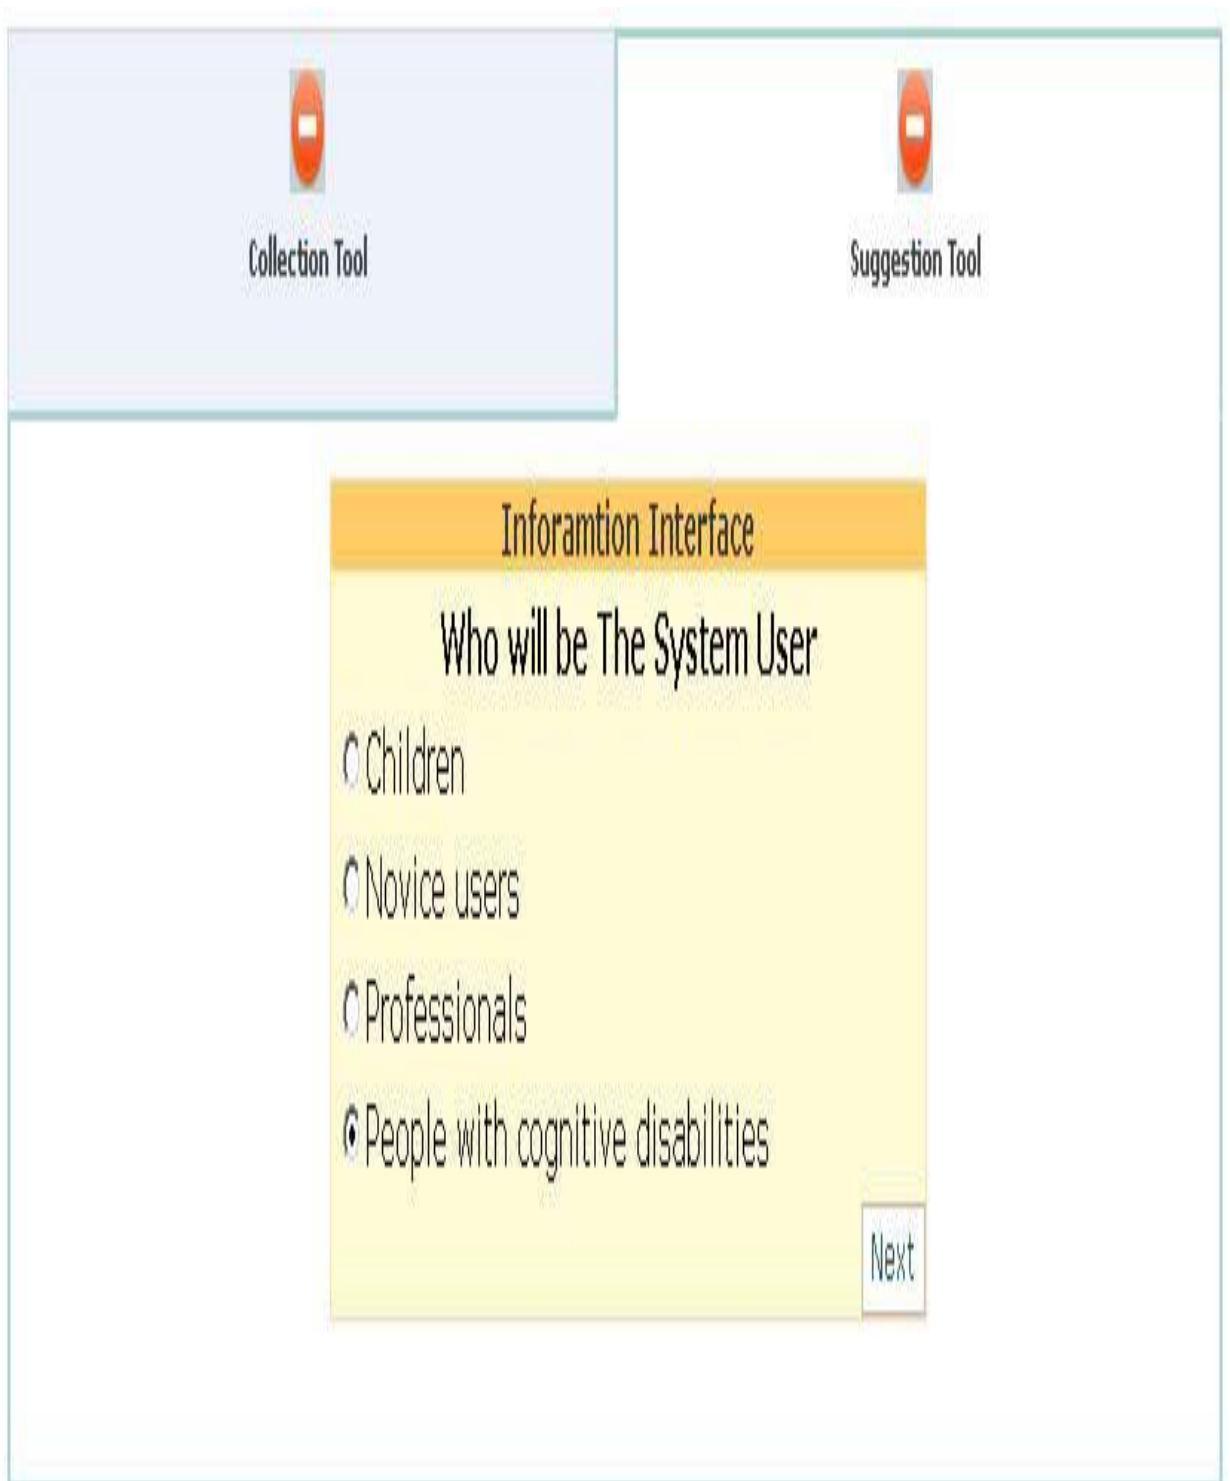 Collection Tool
Suggestion Tool
Inforamtion Interface
Who will be The System User
Children
Novice users
Professionals
People with cognitive disabilities
Next